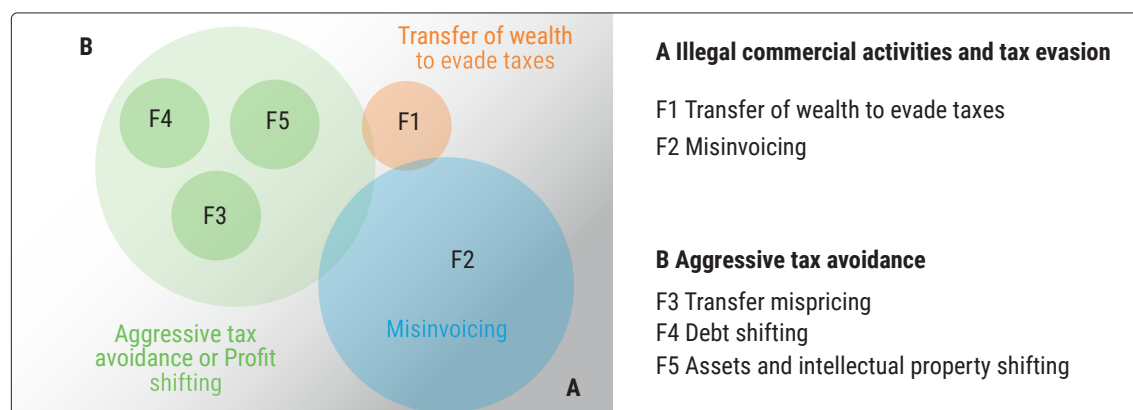 B
Transfer of wealth
to evade taxes
F4
F5
F1
F3
F2
Aggressive tax
avoidance or Profit
shifting
Misinvoicing
A
A Illegal commercial activities and tax evasion
F1 Transfer of wealth to evade taxes
F2 Misinvoicing
B Aggressive tax avoidance
F3 Transfer mispricing
F4 Debt shifting
F5 Assets and intellectual property shifting